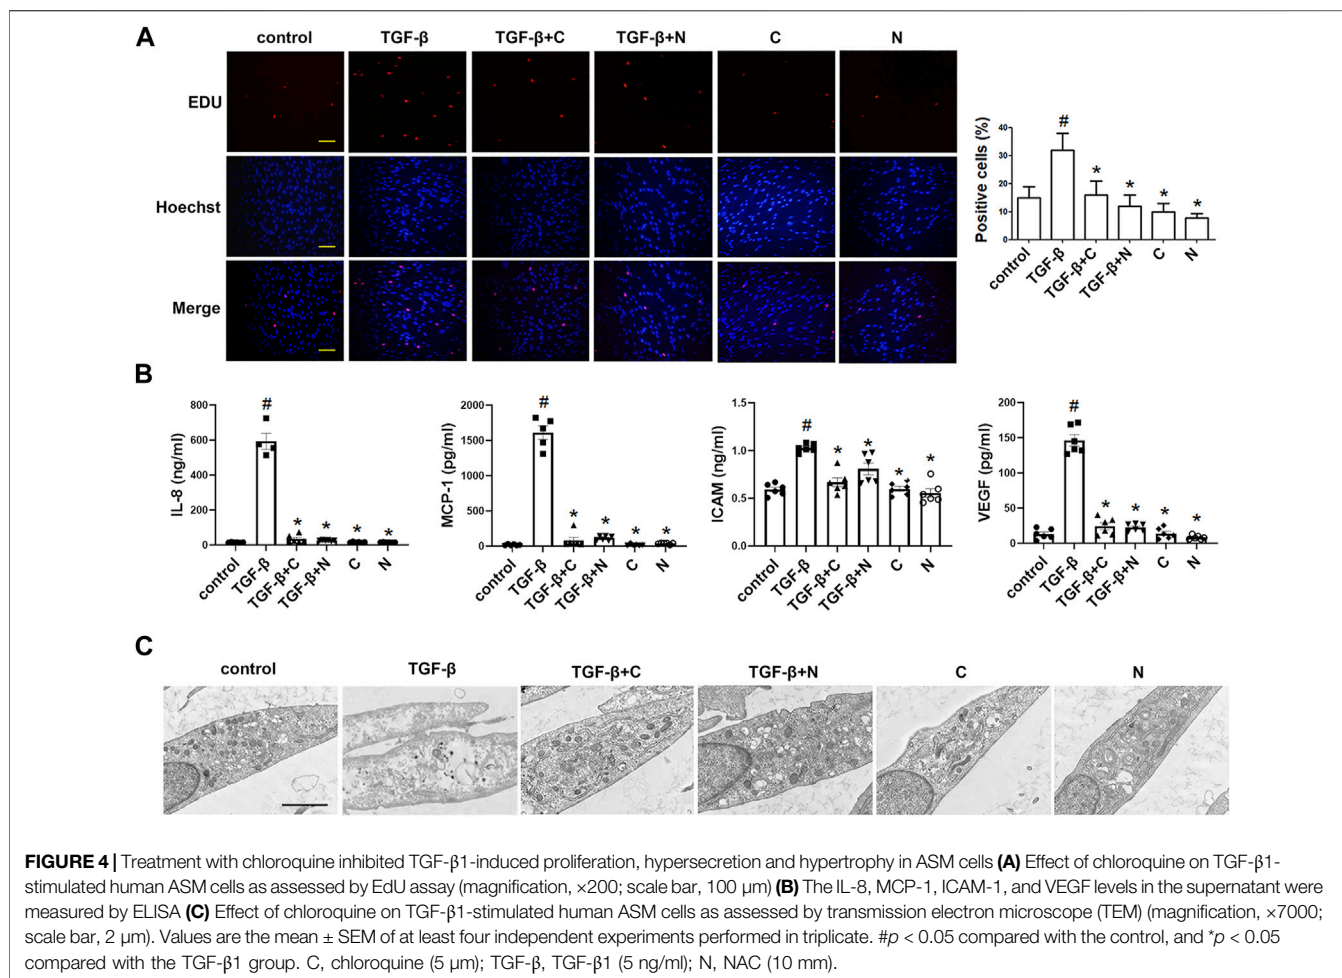 A
control TGF-β TGF-β+C TGF-β+N C N
EDU
Hoechst
Merge
Positive cells (%)
40
30
20
10
0
#
*
*
*
*
control TGF-β TGF-β+C TGF-β+N C N
B
IL-8 (ng/ml)
800
600
400
200
0
#
*
*
*
*
control TGF-β TGF-β+C TGF-β+N C N
MCP-1 (pg/ml)
2000
1500
1000
500
0
#
*
*
*
*
control TGF-β TGF-β+C TGF-β+N C N
ICAM (ng/ml)
1.5
1.0
0.5
0.0
#
*
*
*
*
control TGF-β TGF-β+C TGF-β+N C N
VEGF (pg/ml)
200
150
100
50
0
#
*
*
*
*
control TGF-β TGF-β+C TGF-β+N C N
C
control TGF-β TGF-β+C TGF-β+N C N
FIGURE 4 | Treatment with chloroquine inhibited TGF-β1-induced proliferation, hypersecretion and hypertrophy in ASM cells (A) Effect of chloroquine on TGF-β1-
stimulated human ASM cells as assessed by EdU assay (magnification, ×200; scale bar, 100 μm) (B) The IL-8, MCP-1, ICAM-1, and VEGF levels in the supernatant were
measured by ELISA (C) Effect of chloroquine on TGF-β1-stimulated human ASM cells as assessed by transmission electron microscope (TEM) (magnification, ×7000;
scale bar, 2 μm). Values are the mean ± SEM of at least four independent experiments performed in triplicate. #p < 0.05 compared with the control, and *p < 0.05
compared with the TGF-β1 group. C, chloroquine (5 μm); TGF-β, TGF-β1 (5 ng/ml); N, NAC (10 mm).